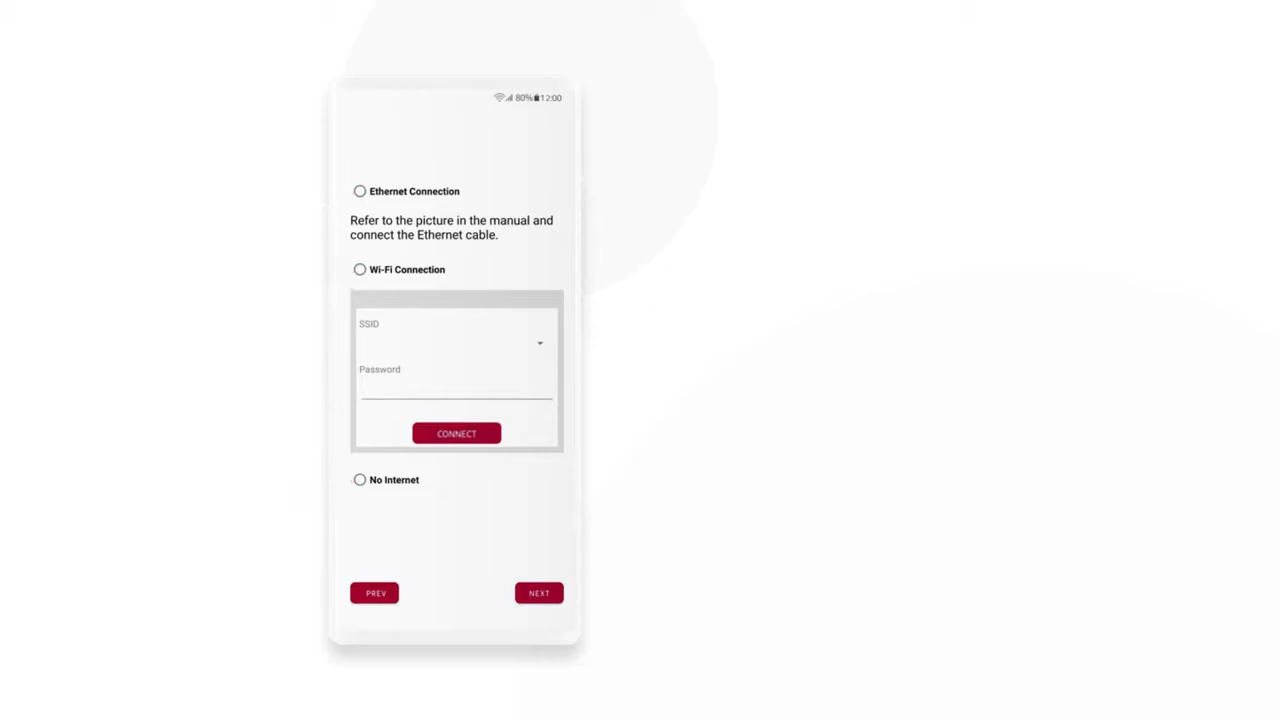 80% 12:00
Ethernet Connection
Refer to the picture in the manual and
connect the Ethernet cable.
Wi-Fi Connection
SSID
Password
CONNECT
No Internet
PREV
NEXT